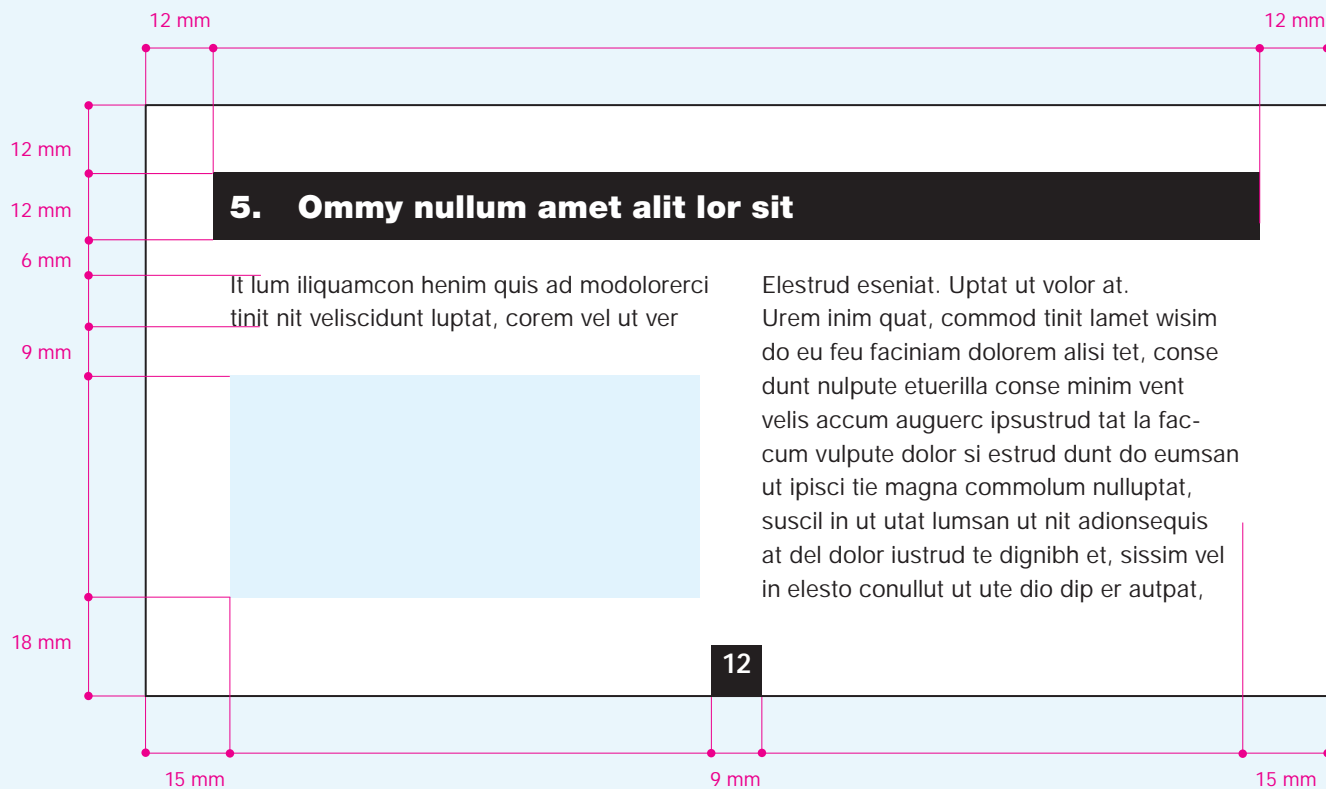 12 mm
12 mm
12 mm
5. Ommy nullum amet alit lor sit
12 mm
6 mm
It lum iliquamcon henim quis ad modolorerci
tinit nit veliscidunt luptat, corem vel ut ver
9 mm
Elestrud eseniat. Uptat ut volor at.
Urem inim quat, commod tinit lamet wisim
do eu feu faciniam dolorem alisi tet, conse
dunt nulpute etuerilla conse minim vent
velis accum auguerc ipsustrud tat la fac-
cum vulpute dolor si estrud dunt do eumsan
ut ipisci tie magna commolum nulluptat,
suscil in ut utat lumsan ut nit adionsequis
at del dolor iustrud te dignibh et, sissim vel
in elesto conullut ut ute dio dip er autpat,
18 mm
12
15 mm
9 mm
15 mm